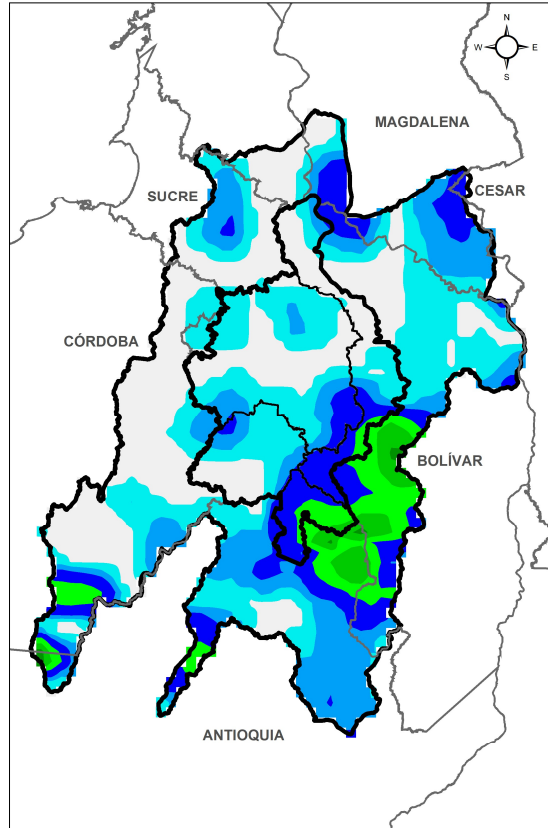 N
W E
S
MAGDALENA
CESAR
SUCRE
CÓRDOBA
BOLÍVAR
ANTIOQUIA